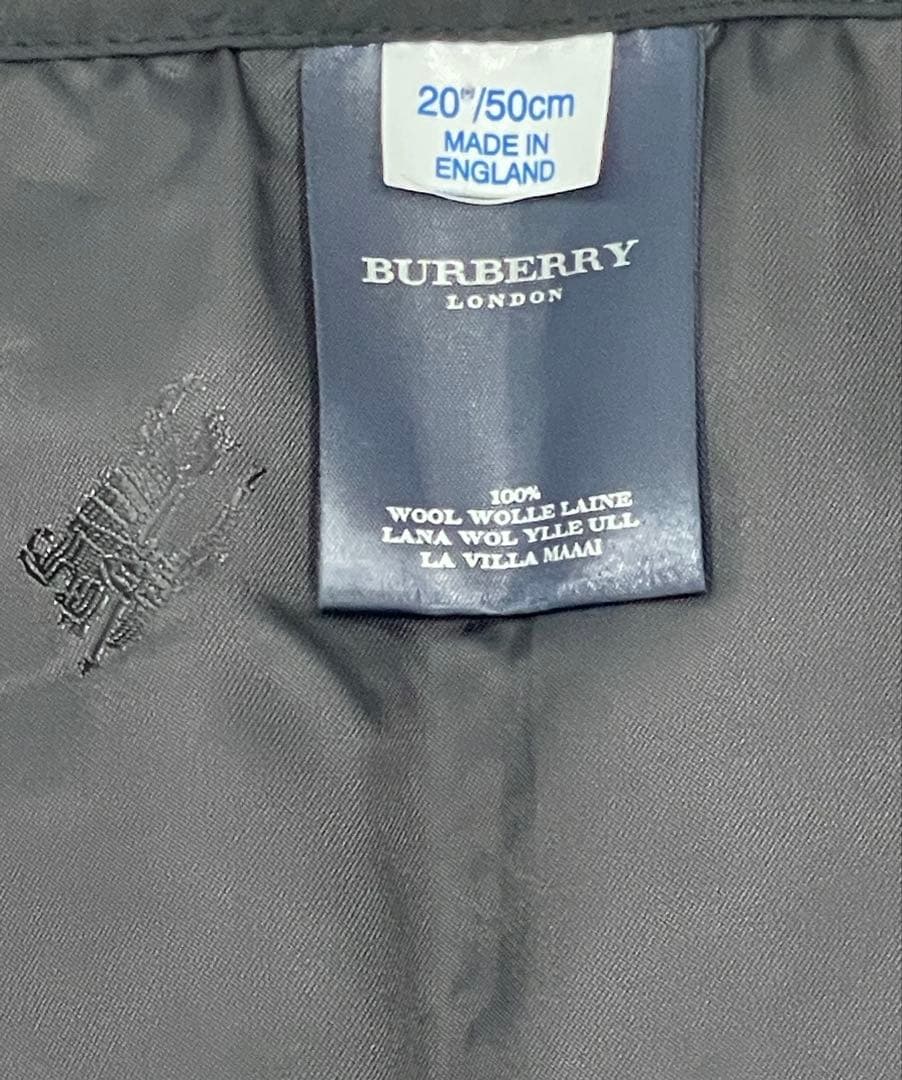 20"/50cm
MADE IN
ENGLAND
BURBERRY
LONDON
100%
WOOL WOLLE LAINE
LANA WOL YLLE ULL
LA VILLA MAAAI